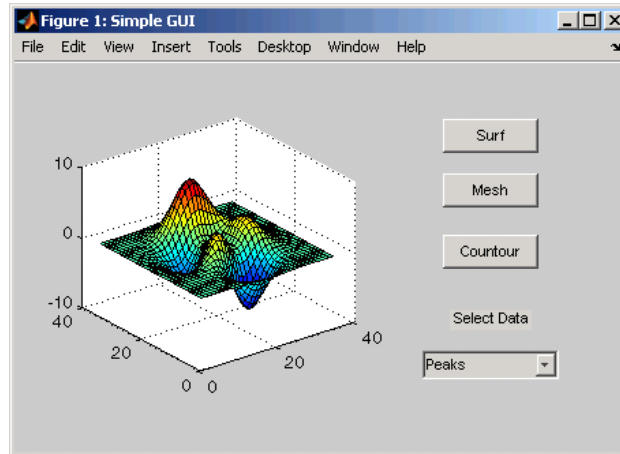 Figure 1: Simple GUI
File Edit View Insert Tools Desktop Window Help
10
0
-10
40
20
0
0
20
40
Surf
Mesh
Countour
Select Data
Peaks